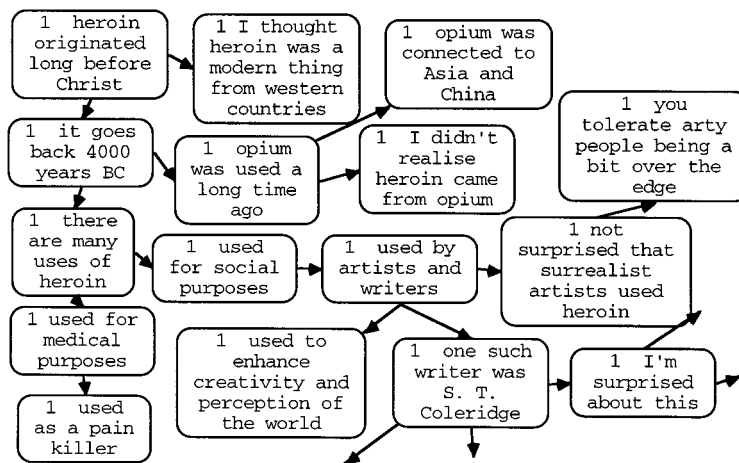 1 heroin
originated
long before
Christ
1 I thought
heroin was a
modern thing
from western
countries
1 opium was
connected to
Asia and
China
1 you
tolerate arty
people being a
bit over the
edge
1 it goes
back 4000
years BC
1 opium
was used a
long time
ago
1 I didn't
realise
heroin came
from opium
1 there
are many
uses of
heroin
1 used
for social
purposes
1 used by
artists and
writers
1 not
surprised that
surrealist
artists used
heroin
1 used for
medical
purposes
1 used to
enhance
creativity and
perception of
the world
1 one such
writer was
S. T.
Coleridge
1 I'm
surprised
about this
1 used
as a pain
killer